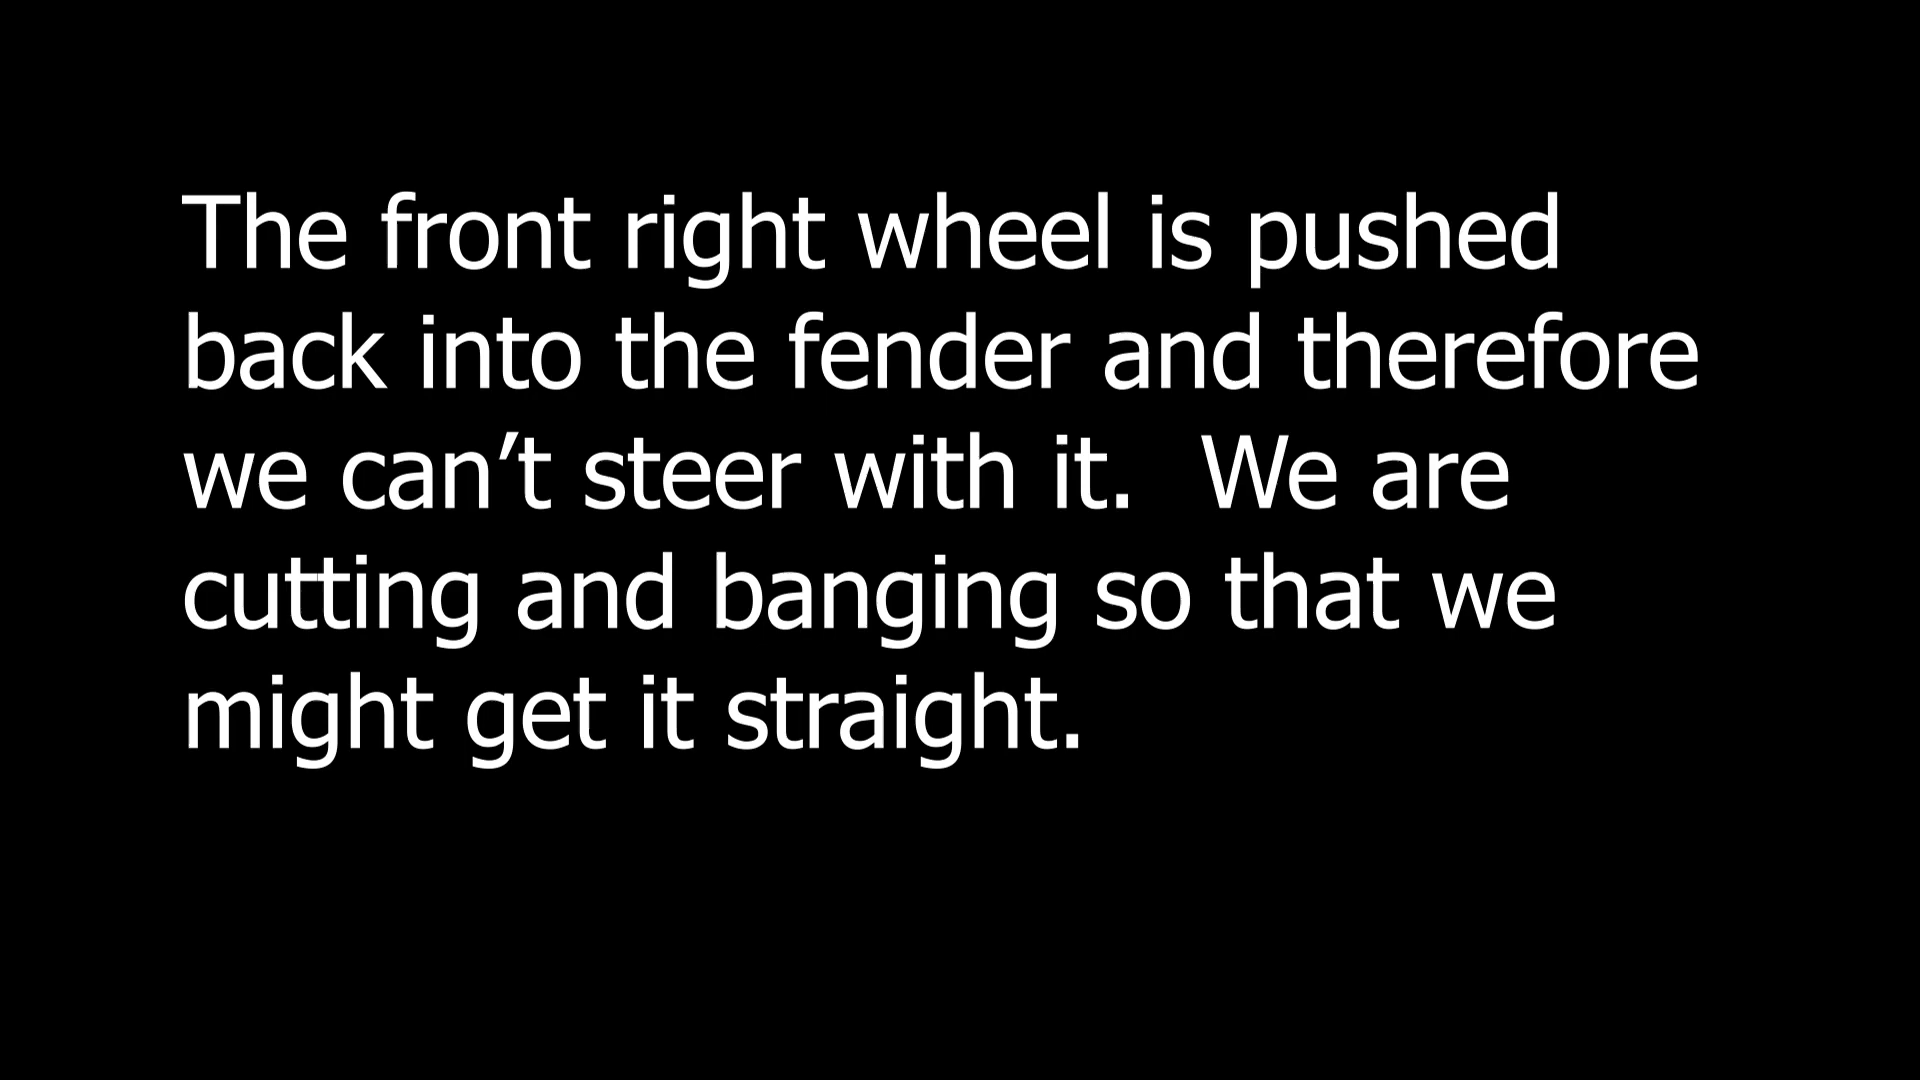 The front right wheel is pushed
back into the fender and therefore
we can’t steer with it.  We are
cutting and banging so that we
might get it straight.